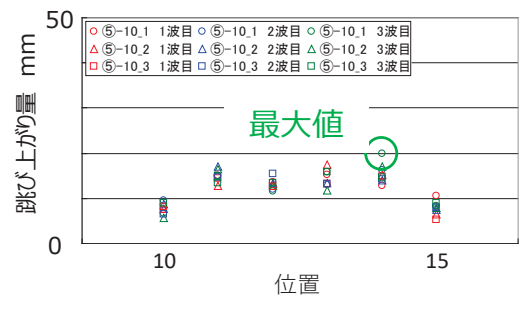 50
⑤-10_1 1波目 ⑤-10_1 2波目 ⑤-10_1 3波目
⑤-10_2 1波目 ⑤-10_2 2波目 ⑤-10_2 3波目
⑤-10_3 1波目 ⑤-10_3 2波目 ⑤-10_3 3波目
最大値
跳び上がり量 mm
0
10 15
位置